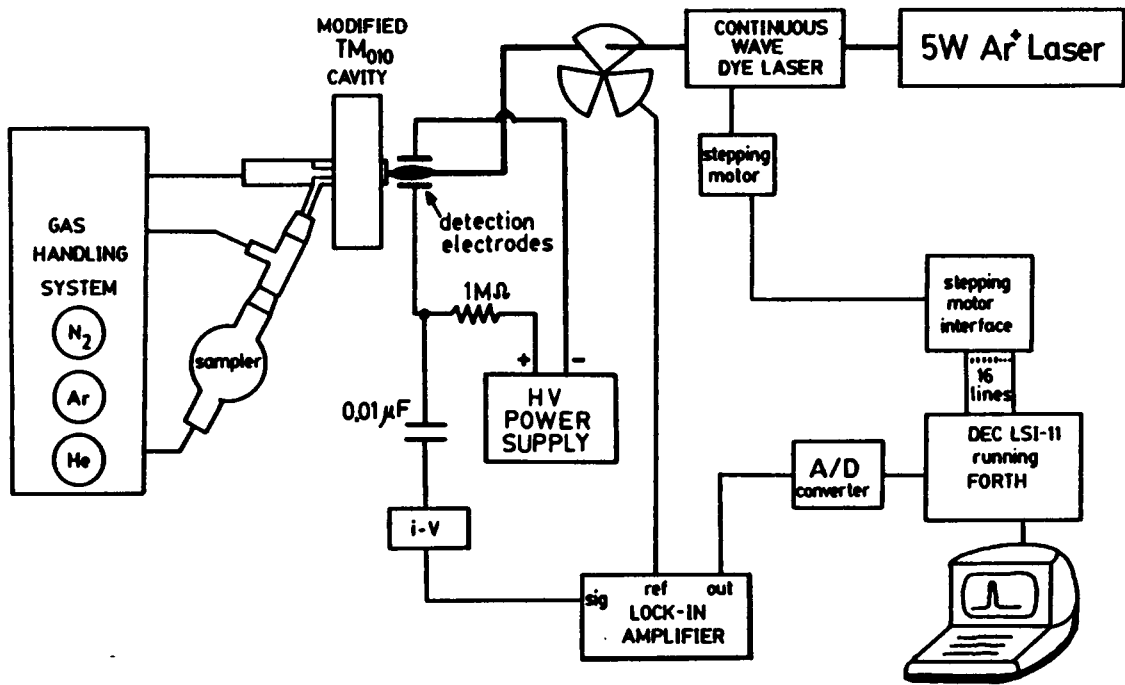 MODIFIED
TM010
CAVITY
CONTINUOUS
WAVE
DYE LASER
5W Ar+ Laser
stepping
motor
GAS
HANDLING
SYSTEM
N2
Ar
He
sampler
detection
electrodes
1MΩ
+ -
HV
POWER
SUPPLY
0,01μF
i-V
stepping
motor
interface
16
lines
DEC LSI-11
running
FORTH
A/D
converter
sig ref out
LOCK-IN
AMPLIFIER